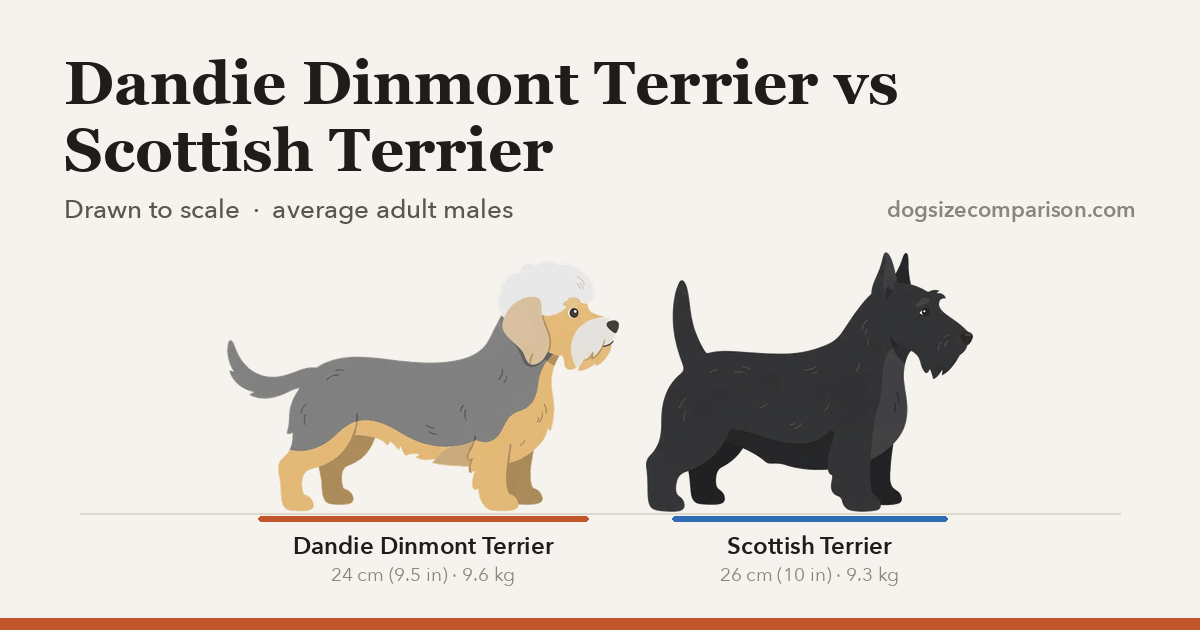 Dandie Dinmont Terrier vs
Scottish Terrier
Drawn to scale · average adult males
dogsizecomparison.com
Dandie Dinmont Terrier
24 cm (9.5 in) · 9.6 kg
Scottish Terrier
26 cm (10 in) · 9.3 kg